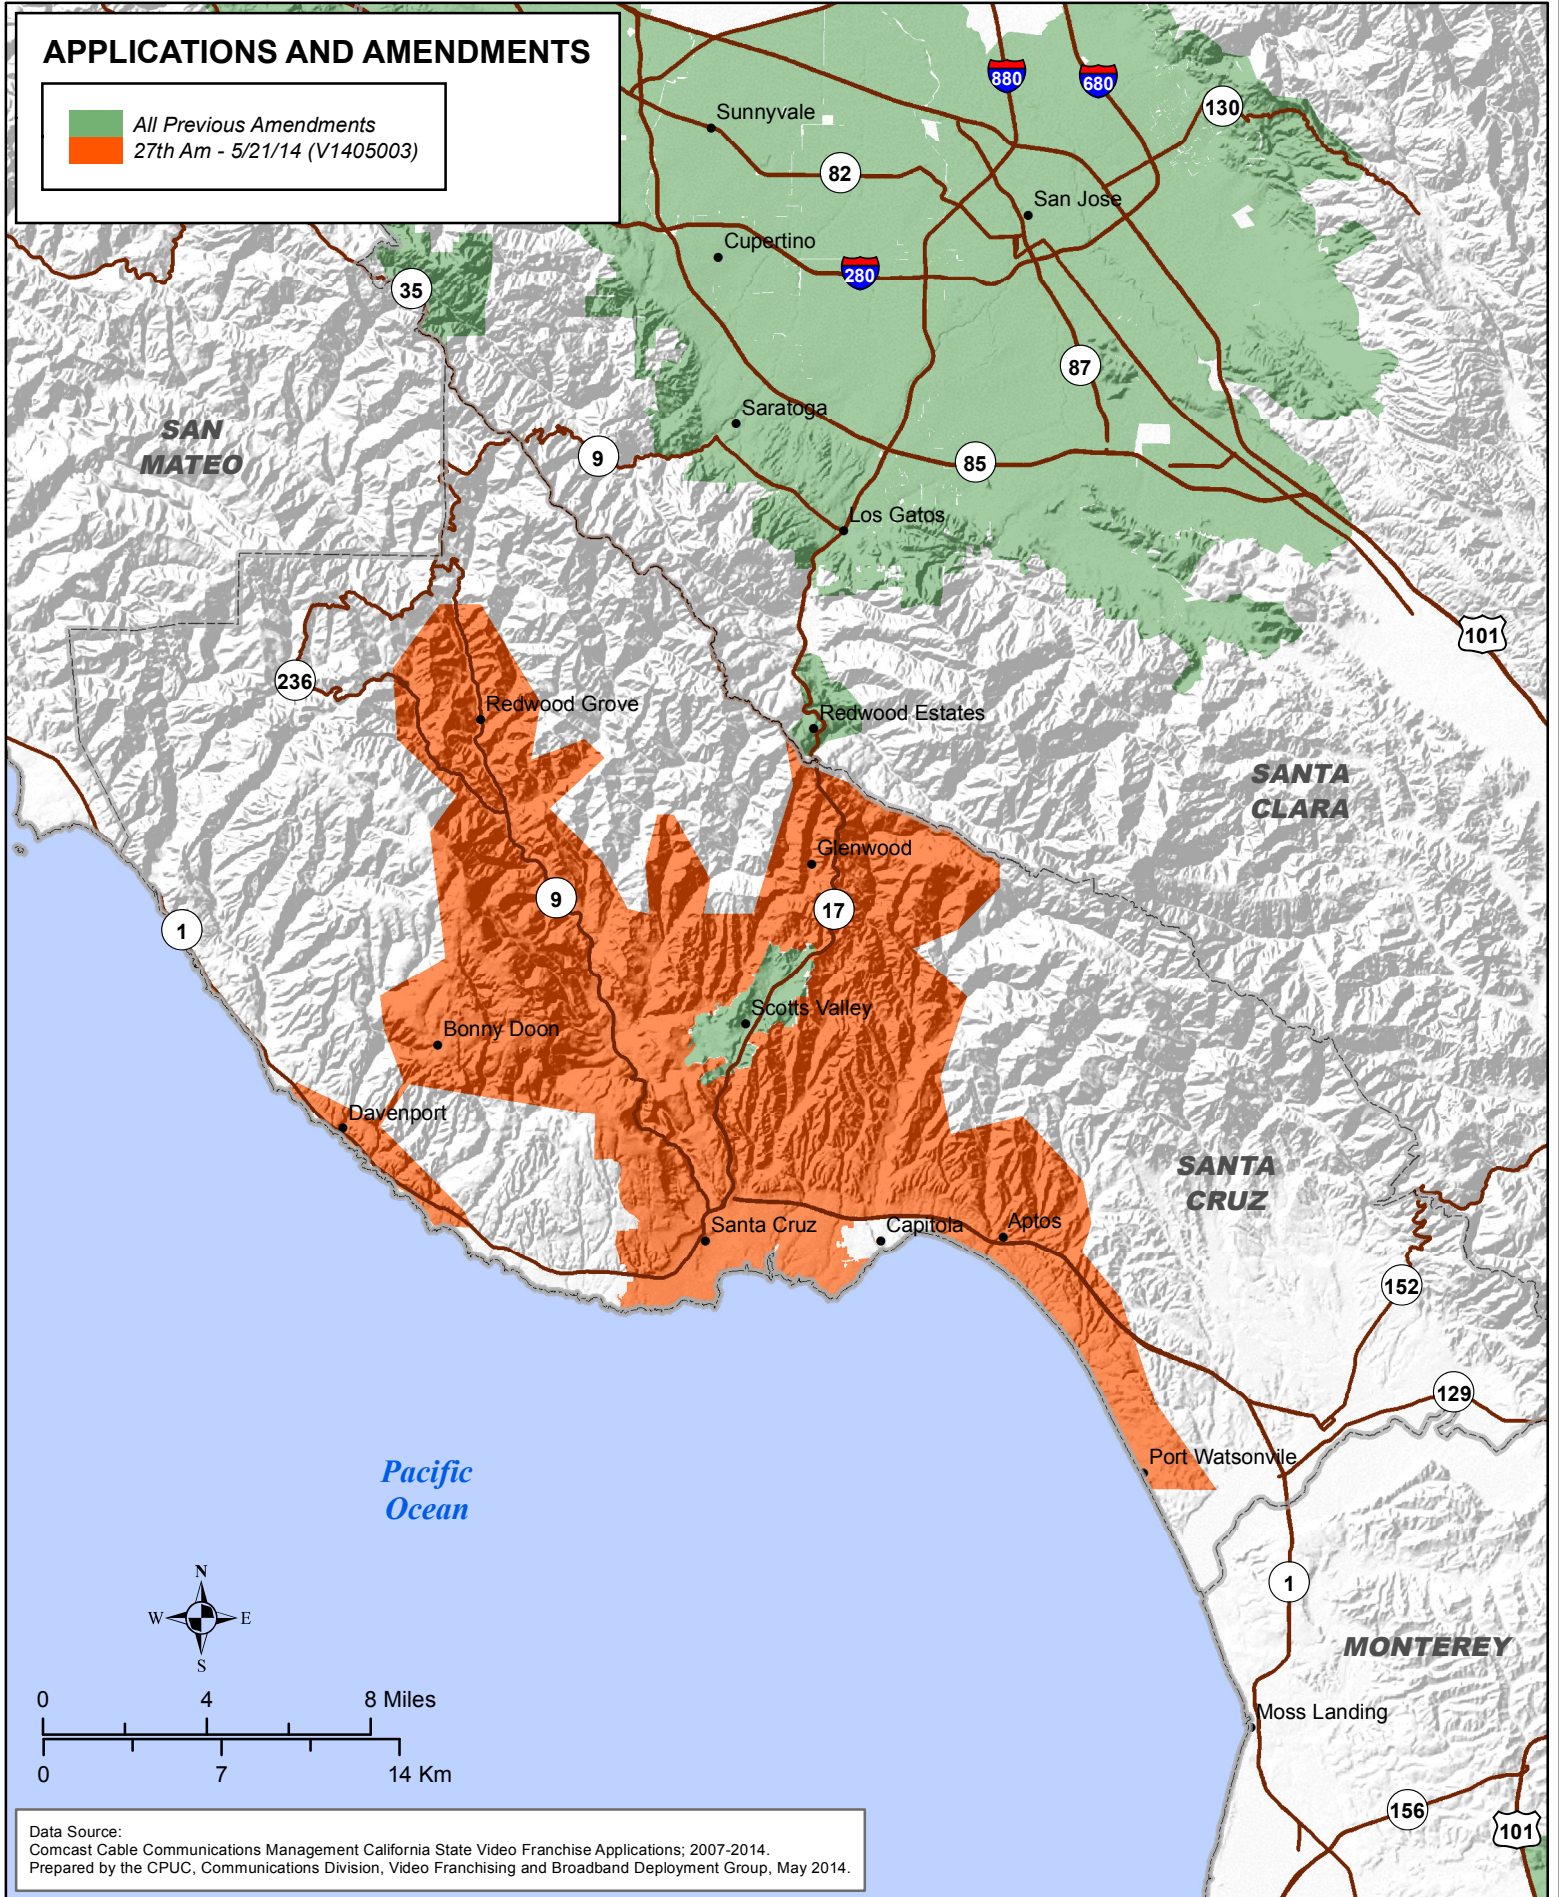 APPLICATIONS AND AMENDMENTS
All Previous Amendments
27th Am - 5/21/14 (V1405003)
880
680
130
Sunnyvale
82
San Jose
Cupertino
280
35
87
Saratoga
SAN
MATEO
9
85
Los Gatos
101
236
Redwood Grove
Redwood Estates
SANTA
CLARA
Glenwood
9
17
1
Scotts Valley
Bonny Doon
Davenport
SANTA
CRUZ
Santa Cruz
Capitola
Aptos
152
129
Port Watsonvile
Pacific
Ocean
N
W
E
S
1
MONTEREY
0 4 8 Miles
0 7 14 Km
Moss Landing
156
101
Data Source:
Comcast Cable Communications Management California State Video Franchise Applications; 2007-2014.
Prepared by the CPUC, Communications Division, Video Franchising and Broadband Deployment Group, May 2014.